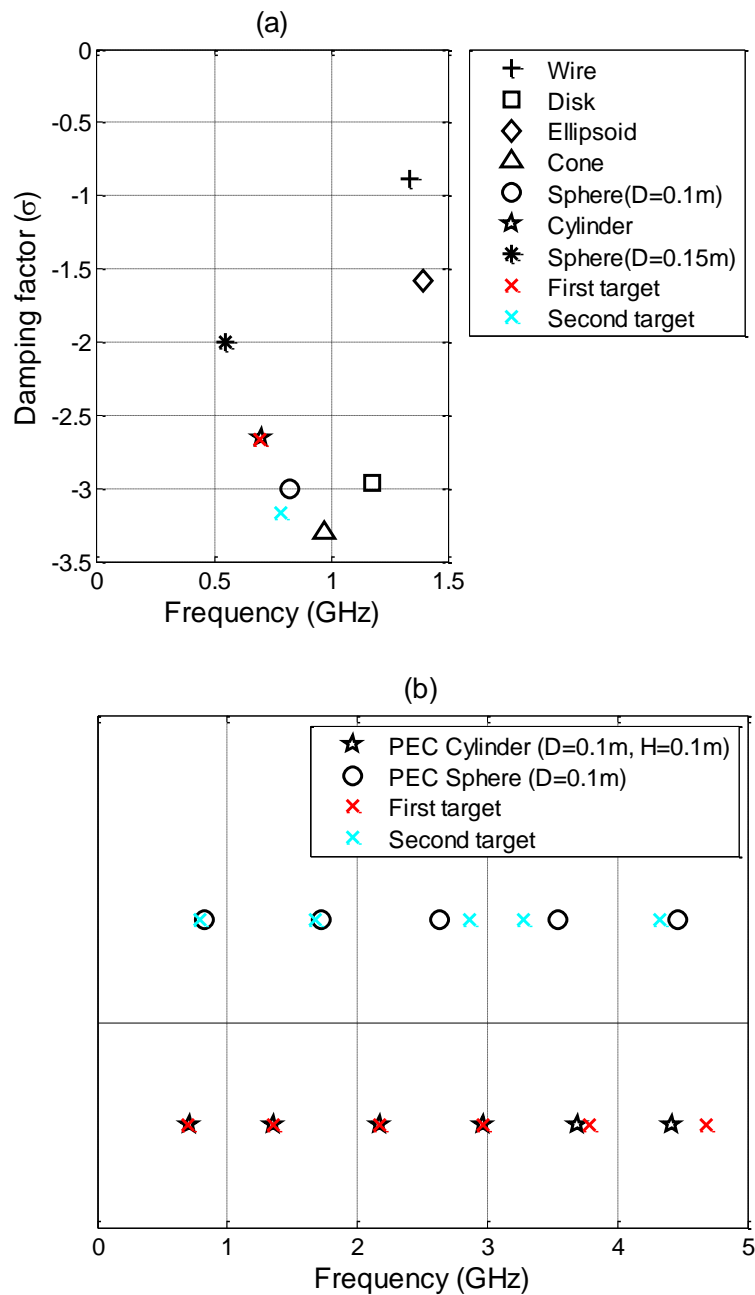 (a)
0
-0.5
-1
-1.5
-2
-2.5
-3
-3.5
Damping factor (σ)
0 0.5 1 1.5
Frequency (GHz)
Wire
Disk
Ellipsoid
Cone
Sphere(D=0.1m)
Cylinder
Sphere(D=0.15m)
First target
Second target
(b)
PEC Cylinder (D=0.1m, H=0.1m)
PEC Sphere (D=0.1m)
First target
Second target
0 1 2 3 4 5
Frequency (GHz)